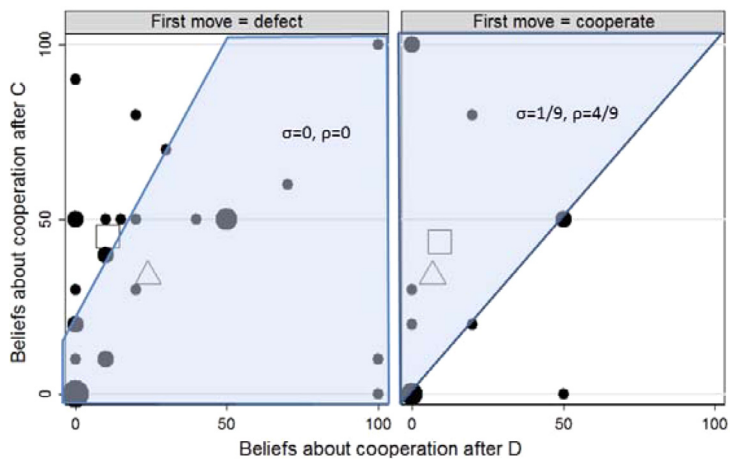 First move = defect
First move = cooperate
Beliefs about cooperation after C
100
50
0
σ=0, ρ=0
σ=1/9, ρ=4/9
0
50
100
0
50
100
Beliefs about cooperation after D